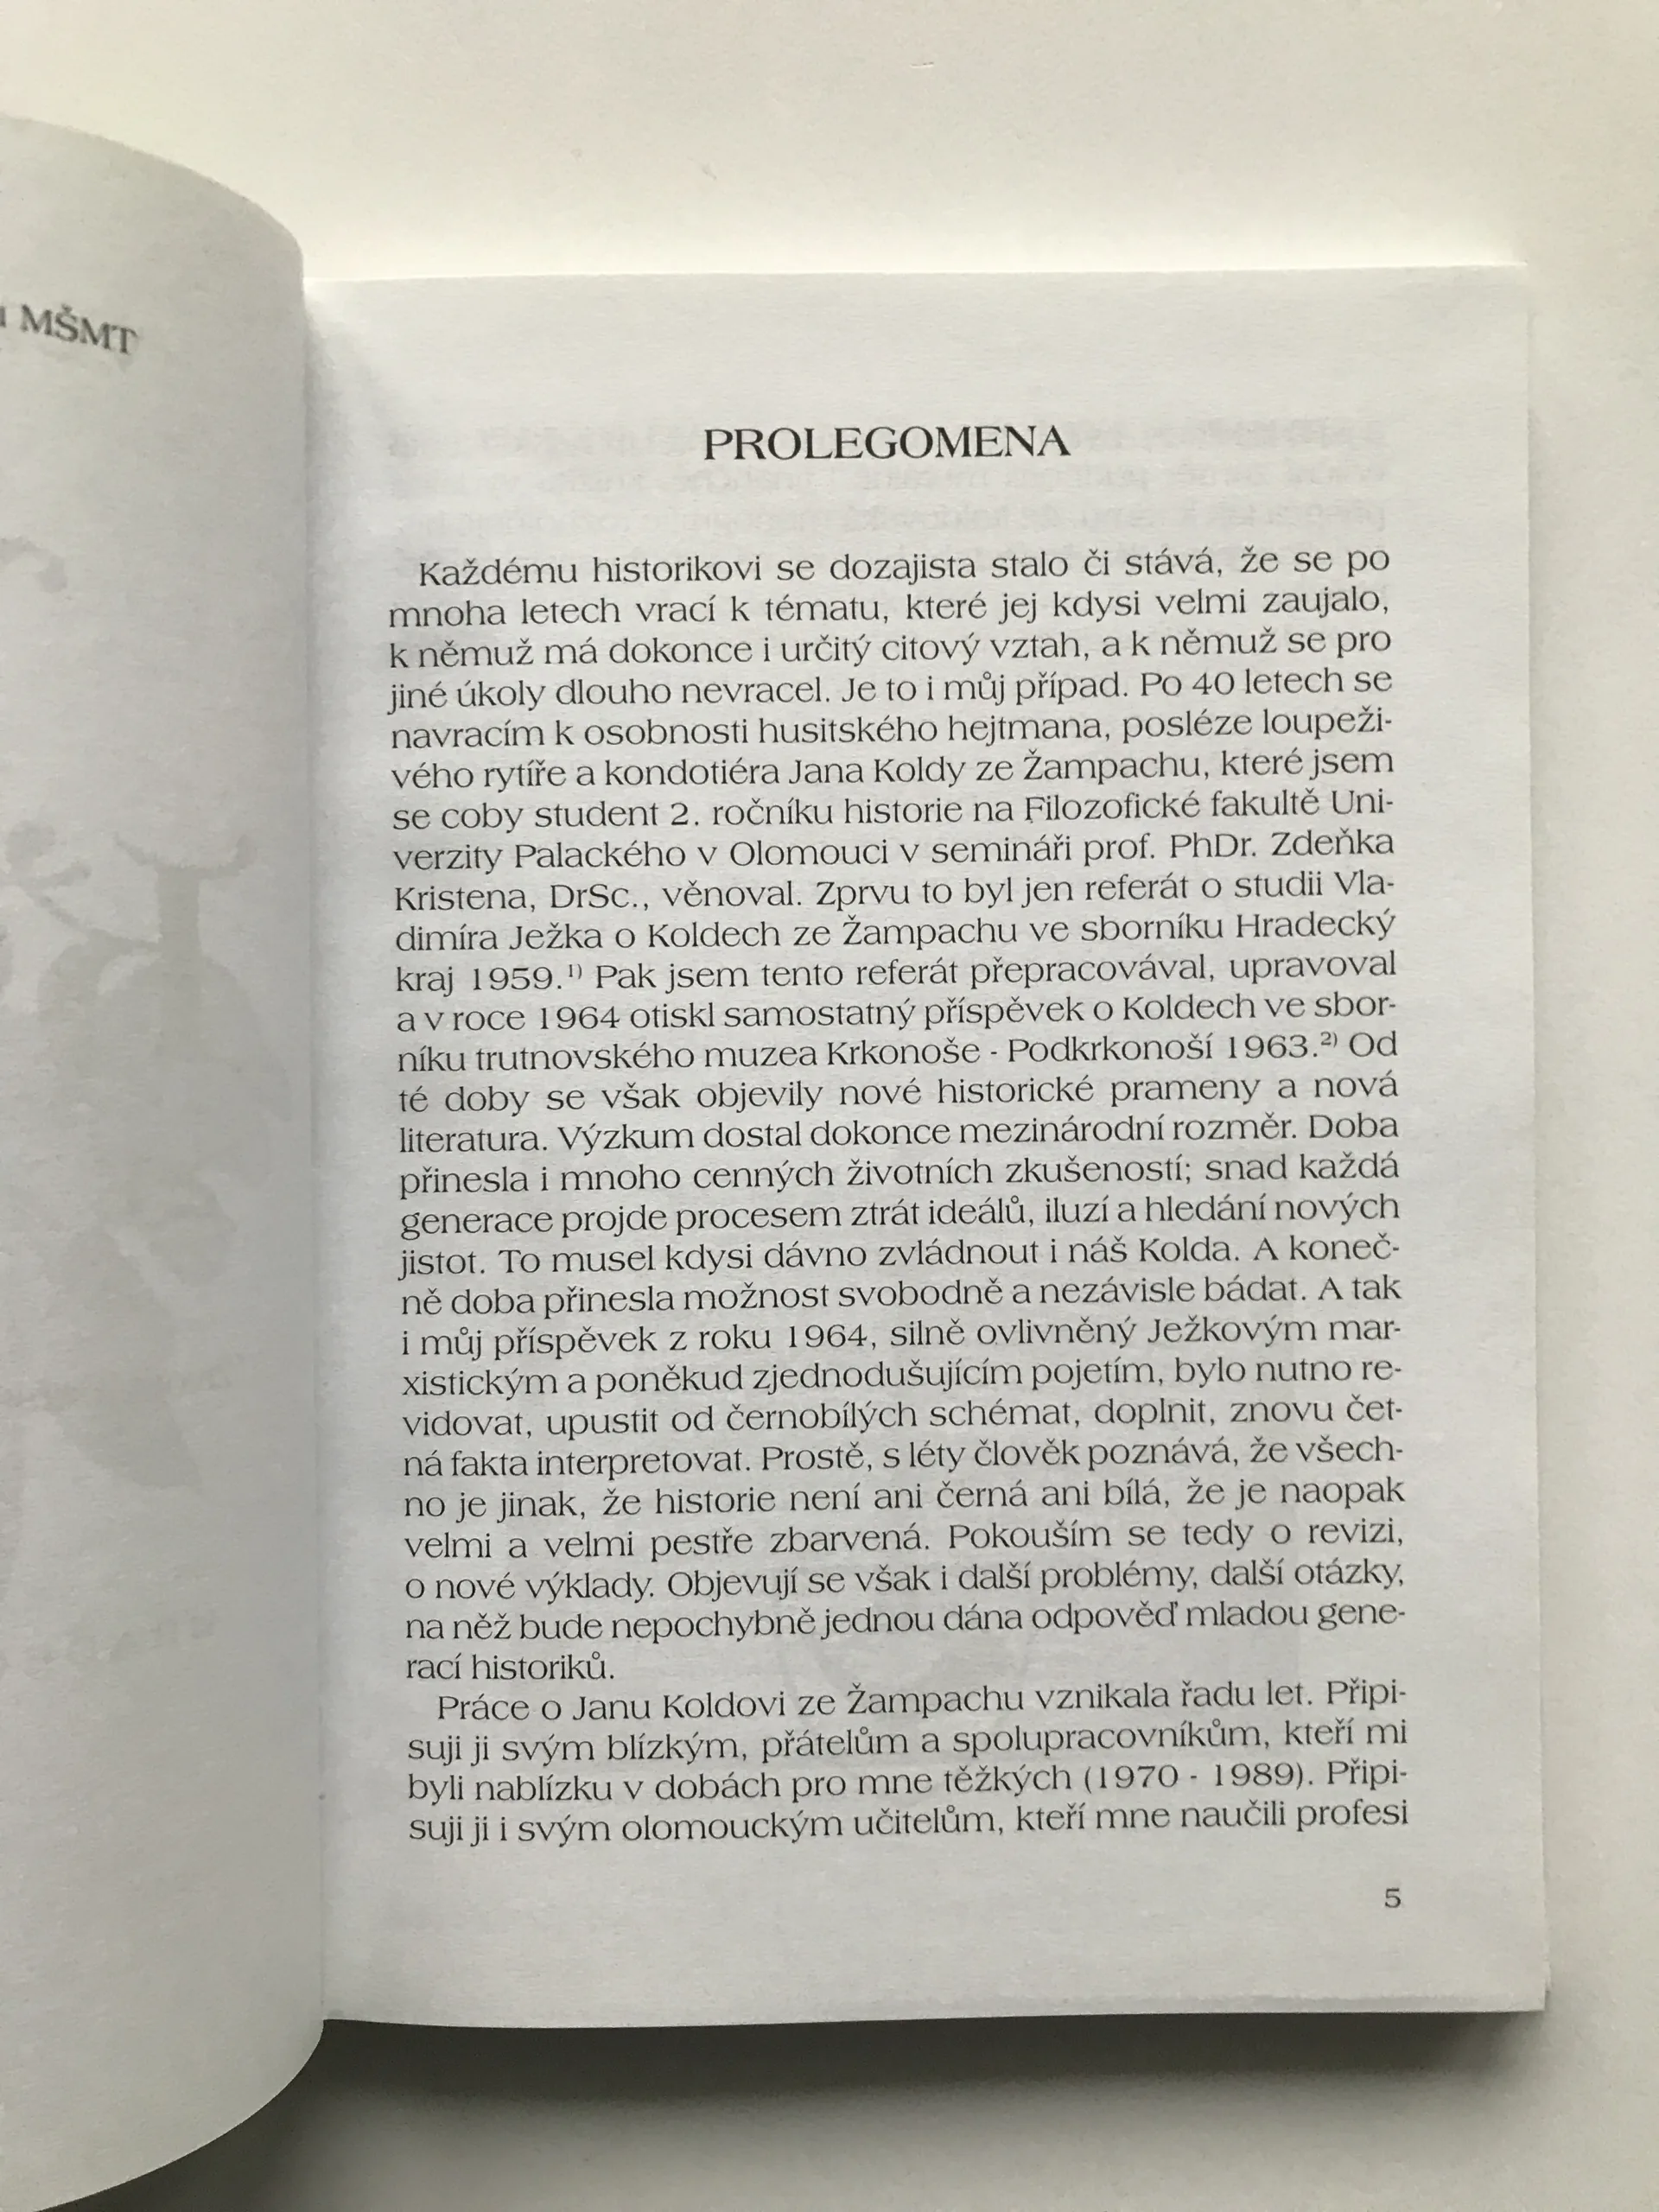 MŠMT
PROLEGOMENA
Každému historikovi se dozajista stalo či stává, že se po
mnoha letech vrací k tématu, které jej kdysi velmi zaujalo,
k němuž má dokonce i určitý citový vztah, a k němuž se pro
jiné úkoly dlouho nevracel. Je to i můj případ. Po 40 letech se
navracím k osobnosti husitského hejtmana, posléze loupeži-
vého rytíře a kondotiéra Jana Koldy ze Žampachu, které jsem
se coby student 2. ročníku historie na Filozofické fakultě Uni-
verzity Palackého v Olomouci v semináři prof. PhDr. Zdeňka
Kristena, DrSc., věnoval. Zprvu to byl jen referát o studii Vla-
dimíra Ježka o Koldech ze Žampachu ve sborníku Hradecký
kraj 1959.¹⁾ Pak jsem tento referát přepracovával, upravoval
a v roce 1964 otiskl samostatný příspěvek o Koldech ve sbor-
níku trutnovského muzea Krkonoše - Podkrkonoší 1963.²⁾ Od
té doby se však objevily nové historické prameny a nová
literatura. Výzkum dostal dokonce mezinárodní rozměr. Doba
přinesla i mnoho cenných životních zkušeností; snad každá
generace projde procesem ztrát ideálů, iluzí a hledání nových
jistot. To musel kdysi dávno zvládnout i náš Kolda. A koneč-
ně doba přinesla možnost svobodně a nezávisle bádat. A tak
i můj příspěvek z roku 1964, silně ovlivněný Ježkovým mar-
xistickým a poněkud zjednodušujícím pojetím, bylo nutno re-
vidovat, upustit od černobílých schémat, doplnit, znovu čet-
ná fakta interpretovat. Prostě, s léty člověk poznává, že všech-
no je jinak, že historie není ani černá ani bílá, že je naopak
velmi a velmi pestře zbarvená. Pokouším se tedy o revizi,
o nové výklady. Objevují se však i další problémy, další otázky,
na něž bude nepochybně jednou dána odpověď mladou gene-
rací historiků.
Práce o Janu Koldovi ze Žampachu vznikala řadu let. Připi-
suji ji svým blízkým, přátelům a spolupracovníkům, kteří mi
byli nablízku v dobách pro mne těžkých (1970 - 1989). Připi-
suji ji i svým olomouckým učitelům, kteří mne naučili profesi
5